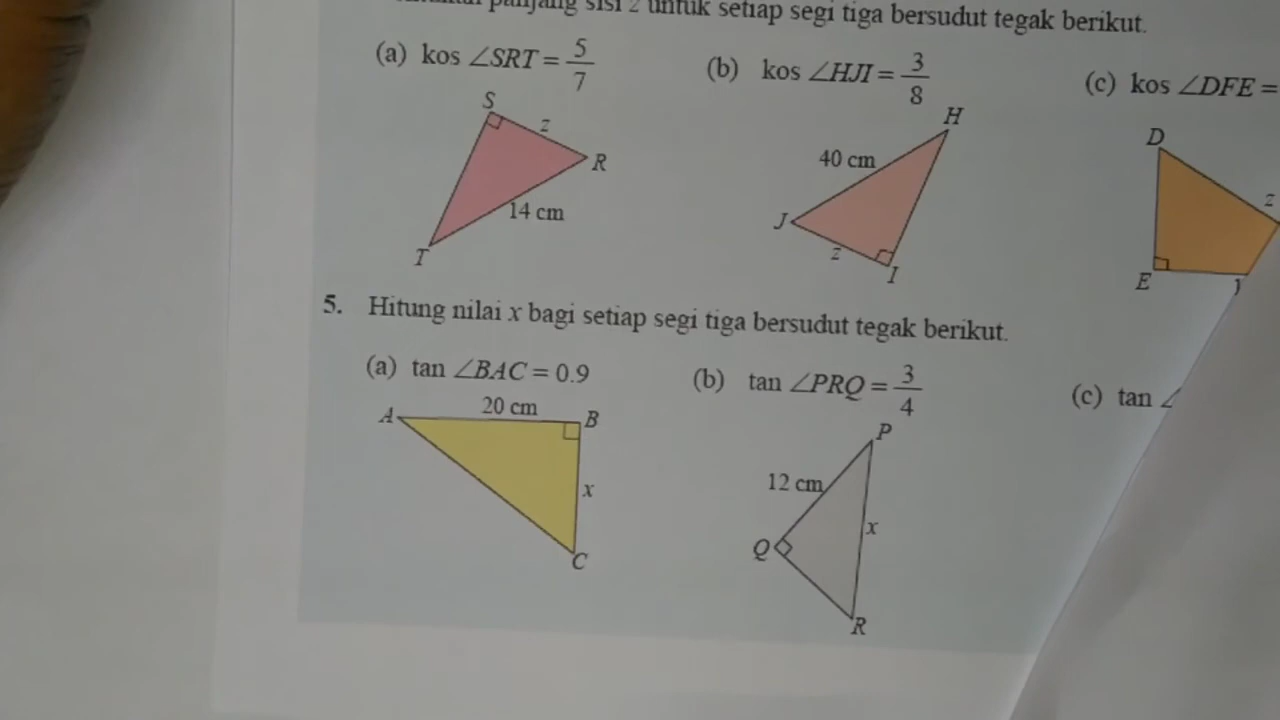 panjang sisi z untuk setiap segi tiga bersudut tegak berikut.
(a) kos ∠SRT = 5/7
(b) kos ∠HJI = 3/8
(c) kos ∠DFE =
S
z
R
14 cm
T
H
40 cm
J
z
I
D
z
E
5. Hitung nilai x bagi setiap segi tiga bersudut tegak berikut.
(a) tan ∠BAC = 0.9
(b) tan ∠PRQ = 3/4
(c) tan ∠
A
20 cm
B
x
C
P
12 cm
Q
x
R